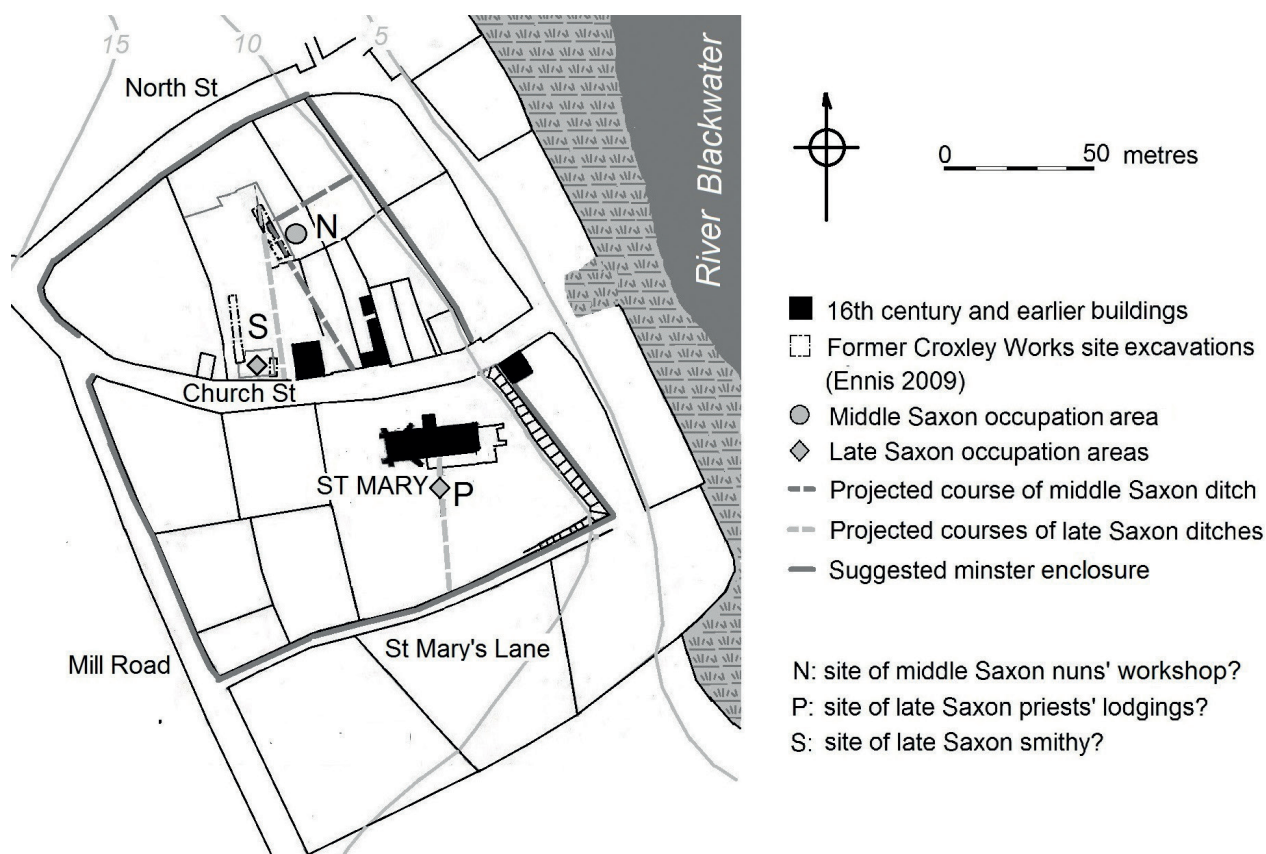 15
10
5
North St
River Blackwater
N
S
Church St
ST MARY
P
St Mary's Lane
Mill Road
0 50 metres
16th century and earlier buildings
Former Croxley Works site excavations
(Ennis 2009)
Middle Saxon occupation area
Late Saxon occupation areas
Projected course of middle Saxon ditch
Projected courses of late Saxon ditches
Suggested minster enclosure
N: site of middle Saxon nuns' workshop?
P: site of late Saxon priests' lodgings?
S: site of late Saxon smithy?